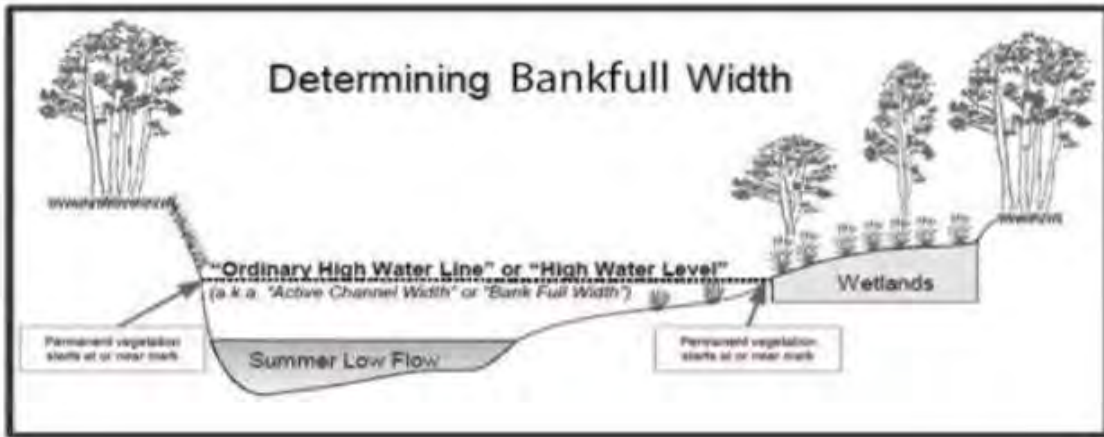 Determining Bankfull Width
"Ordinary High Water Line" or "High Water Level"
(a.k.a. "Active Channel Width" or "Bank Full Width")
Wetlands
Permanent vegetation
starts at or near mark
Permanent vegetation
starts at or near mark
Summer Low Flow